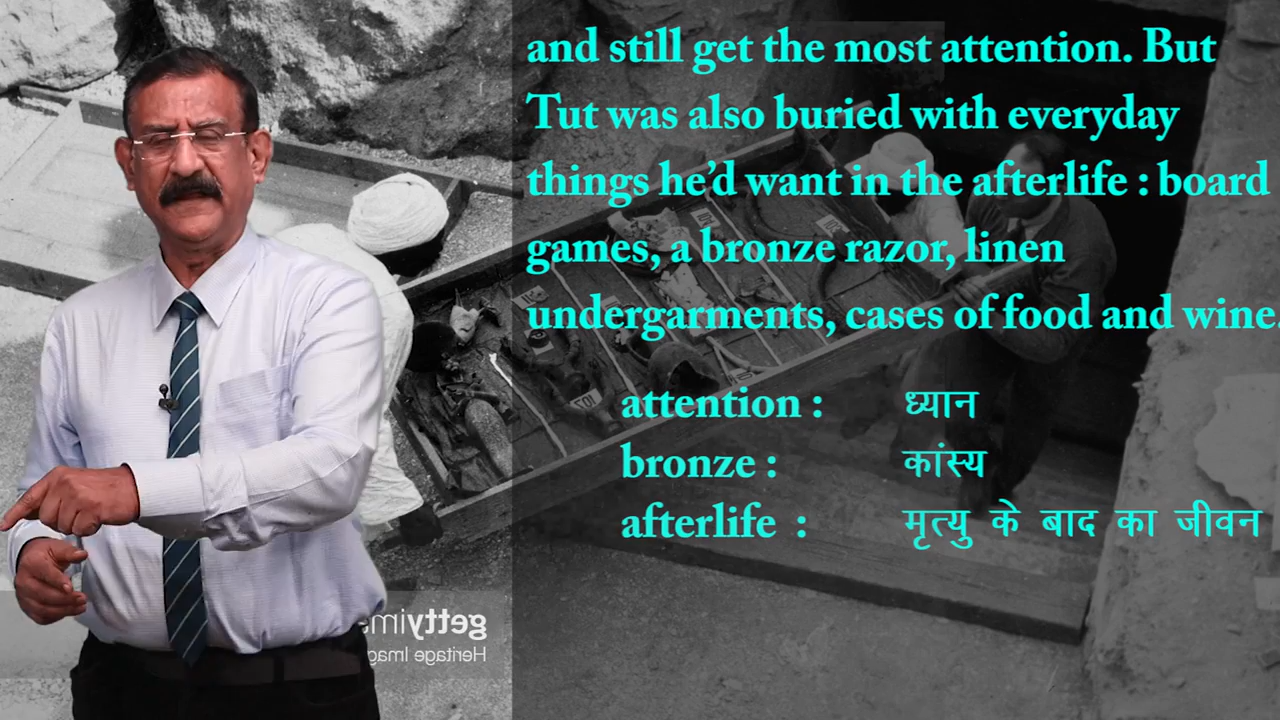 and still get the most attention. But
Tut was also buried with everyday
things he’d want in the afterlife : board
games, a bronze razor, linen
undergarments, cases of food and wine.
attention : ध्यान
bronze : कांस्य
afterlife : मृत्यु के बाद का जीवन
gettyima
Heritage Imag